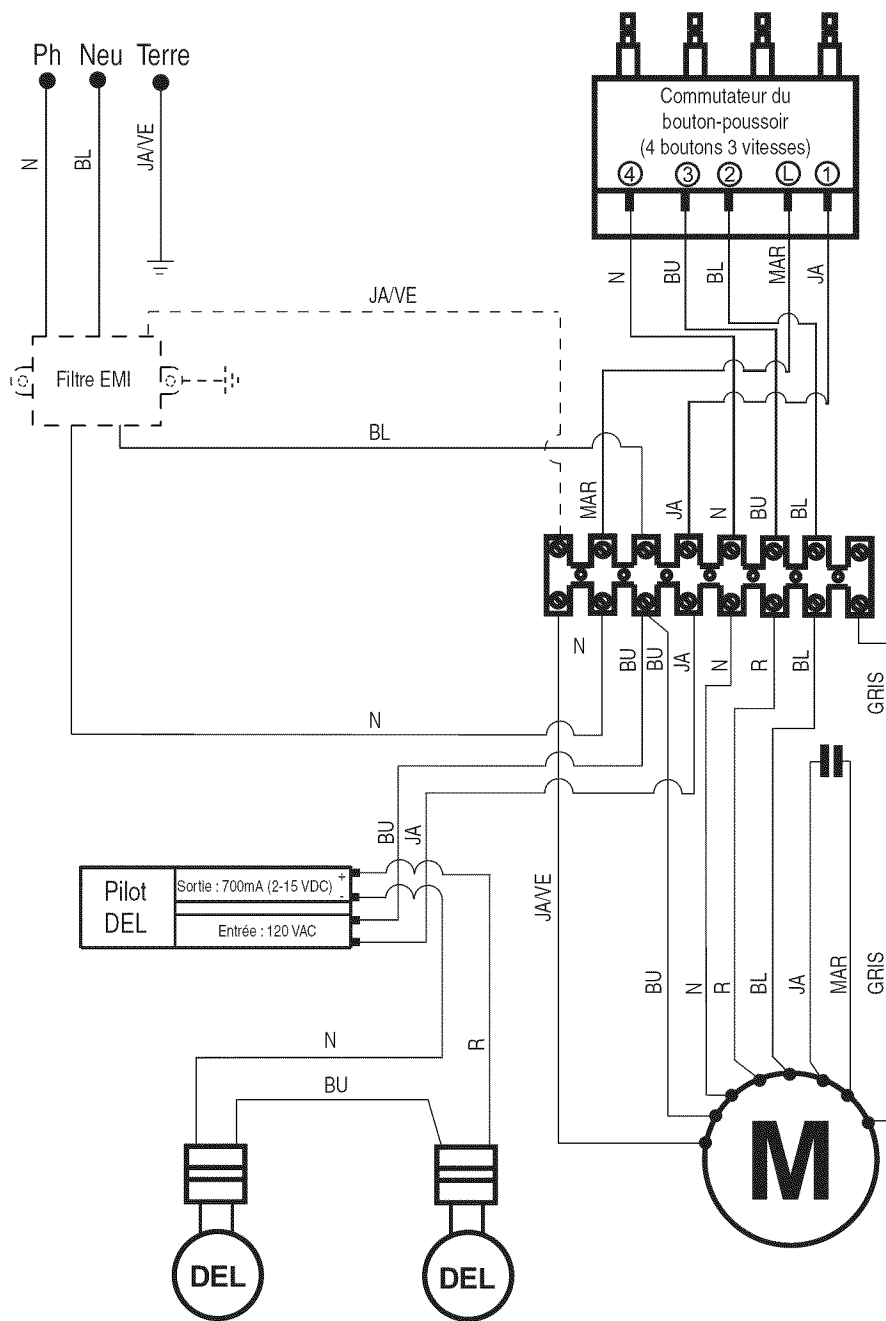 Ph Neu Terre
N
BL
JA/VE
Commutateur du
bouton-poussoir
(4 boutons 3 vitesses)
4 3 2 L 1
N
BU
BL
MAR
JA
JA/VE
Filtre EMI
BL
MAR
JA
N
BU
BL
N
BU
BU
JA
N
R
BL
GRIS
N
BU
JA
Pilot
DEL
Sortie : 700mA (2-15 VDC)
+
-
Entrée : 120 VAC
JA/VE
BU
N
R
BL
JA
MAR
GRIS
N
R
BU
M
DEL
DEL